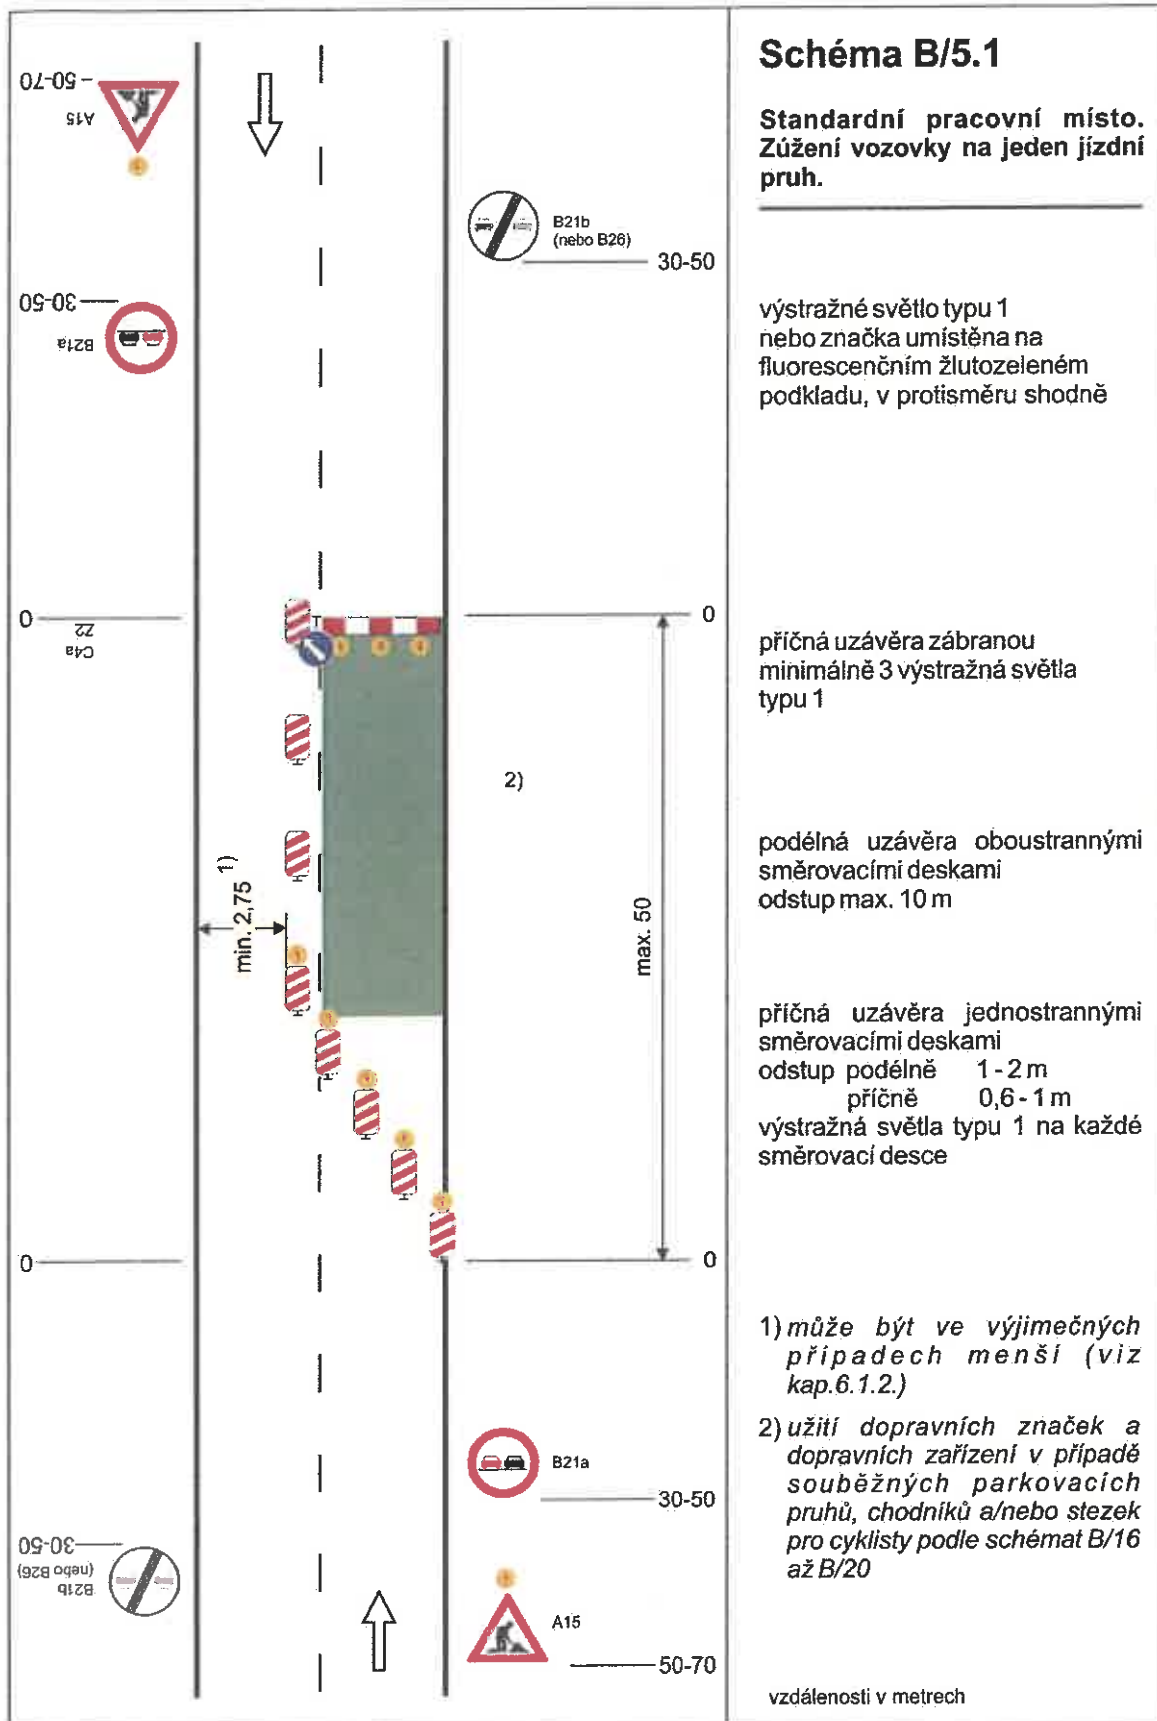 Schéma B/5.1
Standardní pracovní místo.
Zúžení vozovky na jeden jízdní
pruh.
50-70
A15
B21b
(nebo B26)
30-50
30-50
B21a
výstražné světlo typu 1
nebo značka umístěna na
fluorescenčním žlutozeleném
podkladu, v protisměru shodně
0
Z2
C4a
0
příčná uzávěra zábranou
minimálně 3 výstražná světla
typu 1
2)
podélná uzávěra oboustrannými
směrovacími deskami
odstup max. 10 m
min. 2,75 1)
max. 50
příčná uzávěra jednostrannými
směrovacími deskami
odstup podélně 1-2 m
příčně 0,6-1 m
výstražná světla typu 1 na každé
směrovací desce
0
0
1) může být ve výjimečných
případech menší (viz
kap.6.1.2.)
2) užití dopravních značek a
dopravních zařízení v případě
souběžných parkovacích
pruhů, chodníků a/nebo stezek
pro cyklisty podle schémat B/16
až B/20
B21a
30-50
30-50
(nebo B26)
B21b
A15
50-70
vzdálenosti v metrech